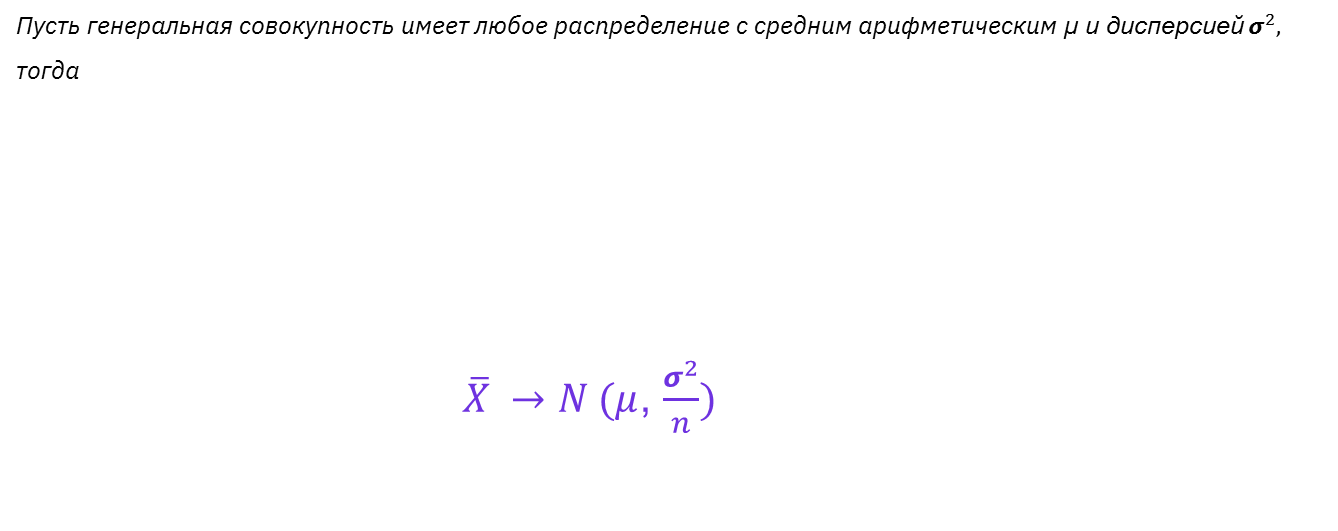 Пусть генеральная совокупность имеет любое распределение с средним арифметическим μ и дисперсией σ²,
тогда
X̄ → N (μ, σ²/n)